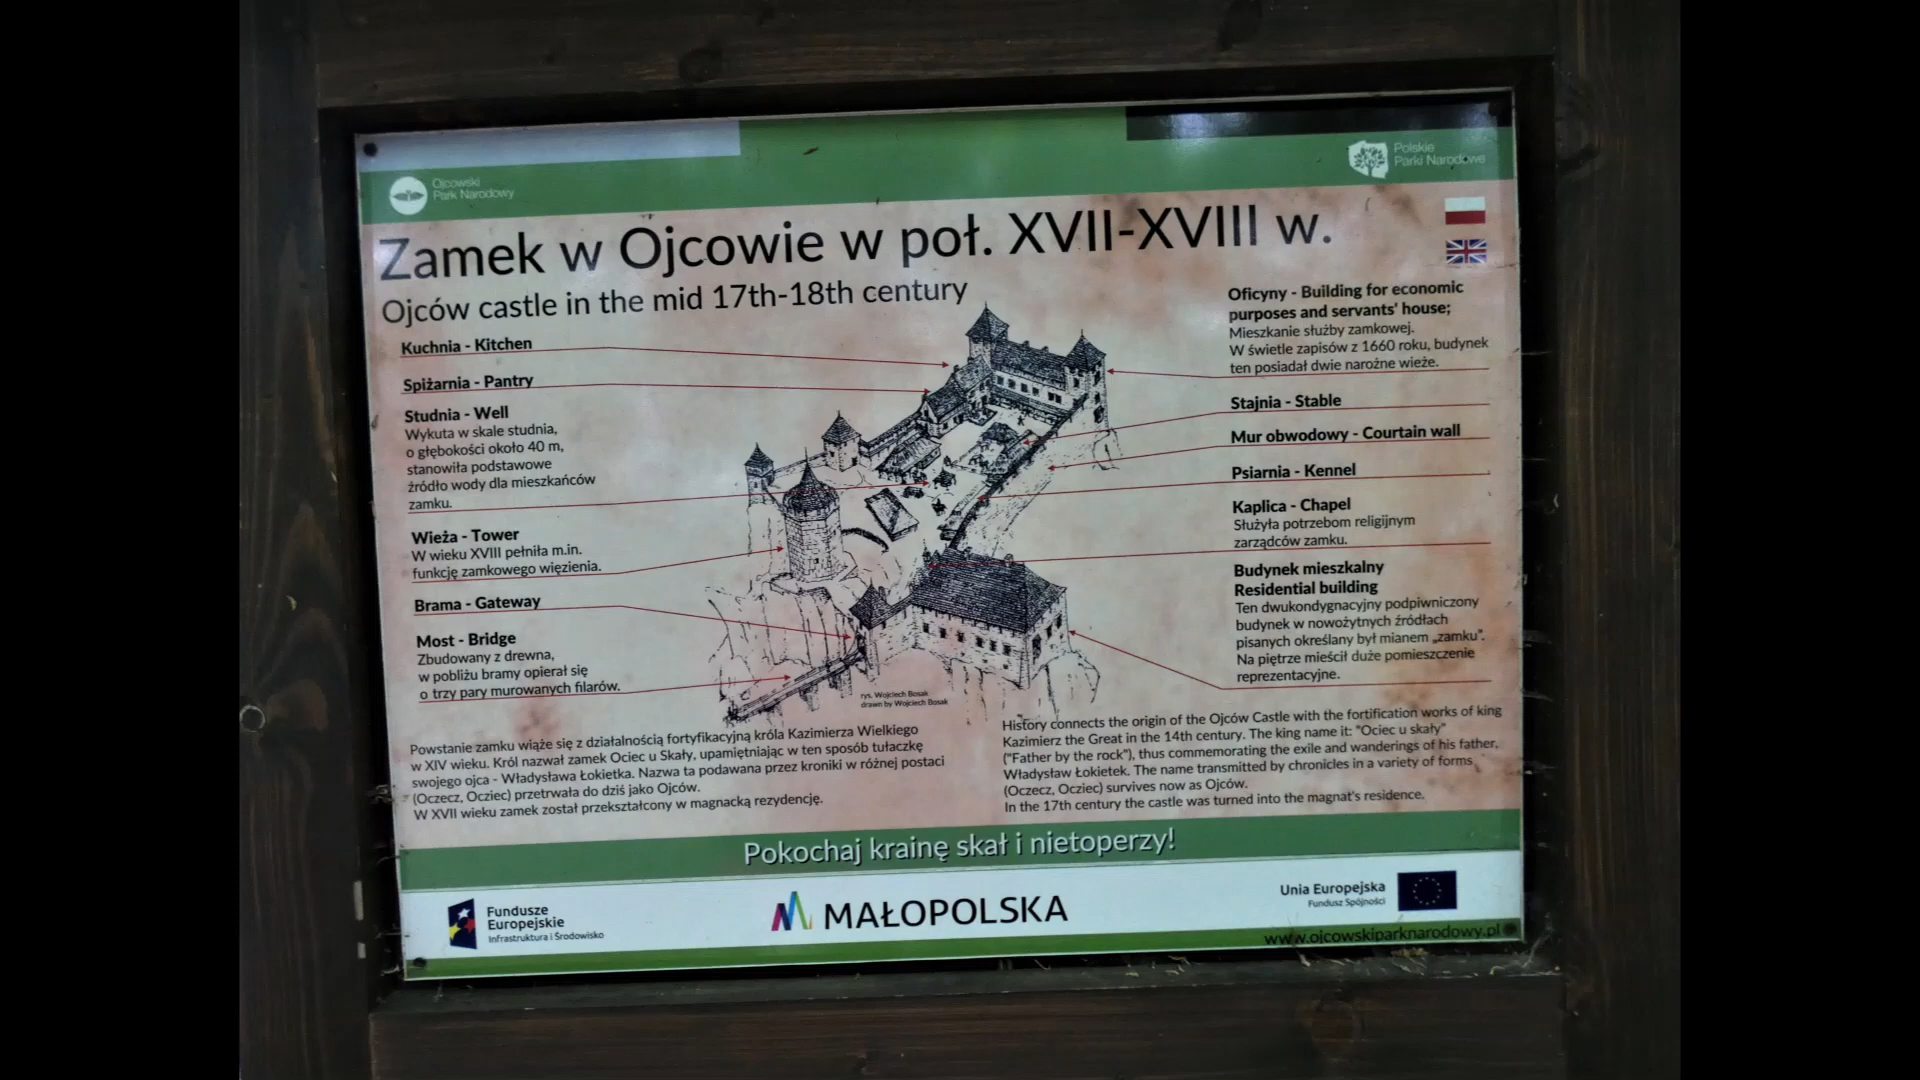 Ojcowski
Park Narodowy
Polskie
Parki Narodowe
Zamek w Ojcowie w poł. XVII-XVIII w.
Ojców castle in the mid 17th-18th century
Kuchnia - Kitchen
Spiżarnia - Pantry
Studnia - Well
Wykuta w skale studnia,
o głębokości około 40 m,
stanowiła podstawowe
źródło wody dla mieszkańców
zamku.
Wieża - Tower
W wieku XVIII pełniła m.in.
funkcję zamkowego więzienia.
Brama - Gateway
Most - Bridge
Zbudowany z drewna,
w pobliżu bramy opierał się
o trzy pary murowanych filarów.
Oficyny - Building for economic
purposes and servants' house;
Mieszkanie służby zamkowej.
W świetle zapisów z 1660 roku, budynek
ten posiadał dwie narożne wieże.
Stajnia - Stable
Mur obwodowy - Courtain wall
Psiarnia - Kennel
Kaplica - Chapel
Służyła potrzebom religijnym
zarządców zamku.
Budynek mieszkalny
Residential building
Ten dwukondygnacyjny podpiwniczony
budynek w nowożytnych źródłach
pisanych określany był mianem „zamku".
Na piętrze mieścił duże pomieszczenie
reprezentacyjne.
rys. Wojciech Bosak
drawn by Wojciech Bosak
Powstanie zamku wiąże się z działalnością fortyfikacyjną króla Kazimierza Wielkiego
w XIV wieku. Król nazwał zamek Ociec u Skały, upamiętniając w ten sposób tułaczkę
swojego ojca - Władysława Łokietka. Nazwa ta podawana przez kroniki w różnej postaci
(Oczecz, Ocziec) przetrwała do dziś jako Ojców.
W XVII wieku zamek został przekształcony w magnacką rezydencję.
History connects the origin of the Ojców Castle with the fortification works of king
Kazimierz the Great in the 14th century. The king name it: "Ociec u skały"
("Father by the rock"), thus commemorating the exile and wanderings of his father,
Władysław Łokietek. The name transmitted by chronicles in a variety of forms
(Oczecz, Ocziec) survives now as Ojców.
In the 17th century the castle was turned into the magnat's residence.
Pokochaj krainę skał i nietoperzy!
Fundusze
Europejskie
Infrastruktura i Środowisko
MAŁOPOLSKA
Unia Europejska
Fundusz Spójności
www.ojcowskiparknarodowy.pl